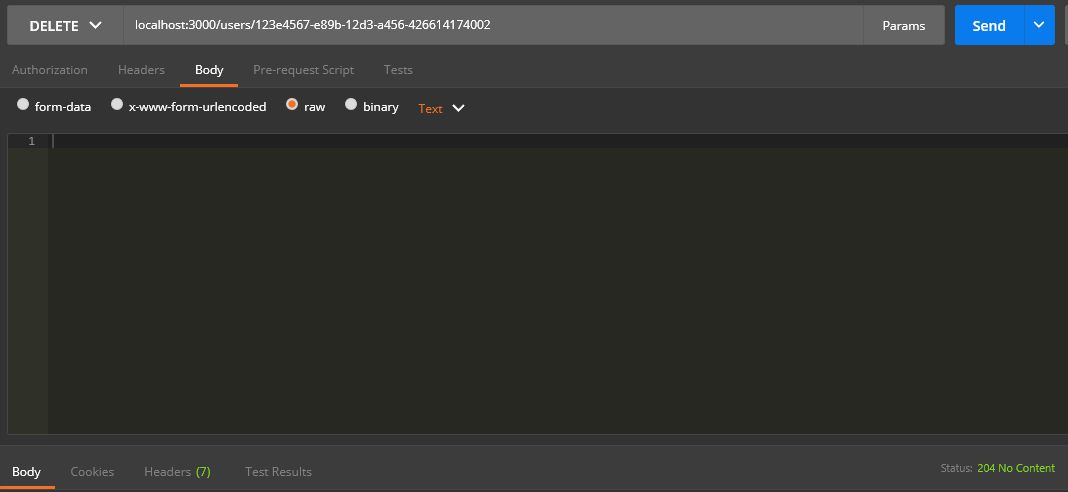 DELETE localhost:3000/users/123e4567-e89b-12d3-a456-426614174002 Params Send
Authorization Headers Body Pre-request Script Tests
form-data x-www-form-urlencoded raw binary Text
1
Body Cookies Headers (7) Test Results Status: 204 No Content